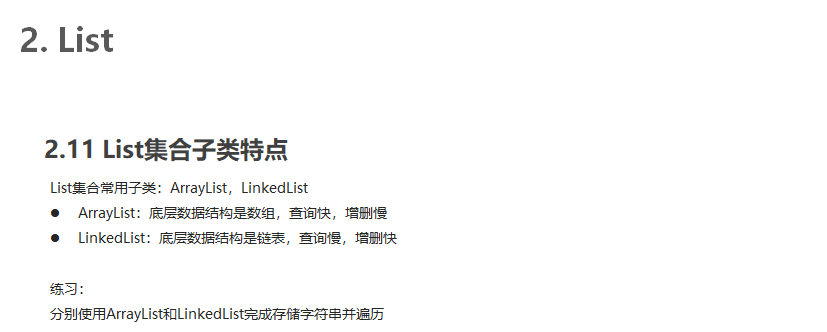 2. List
2.11 List集合子类特点
List集合常用子类：ArrayList，LinkedList
● ArrayList：底层数据结构是数组，查询快，增删慢
● LinkedList：底层数据结构是链表，查询慢，增删快
练习：
分别使用ArrayList和LinkedList完成存储字符串并遍历